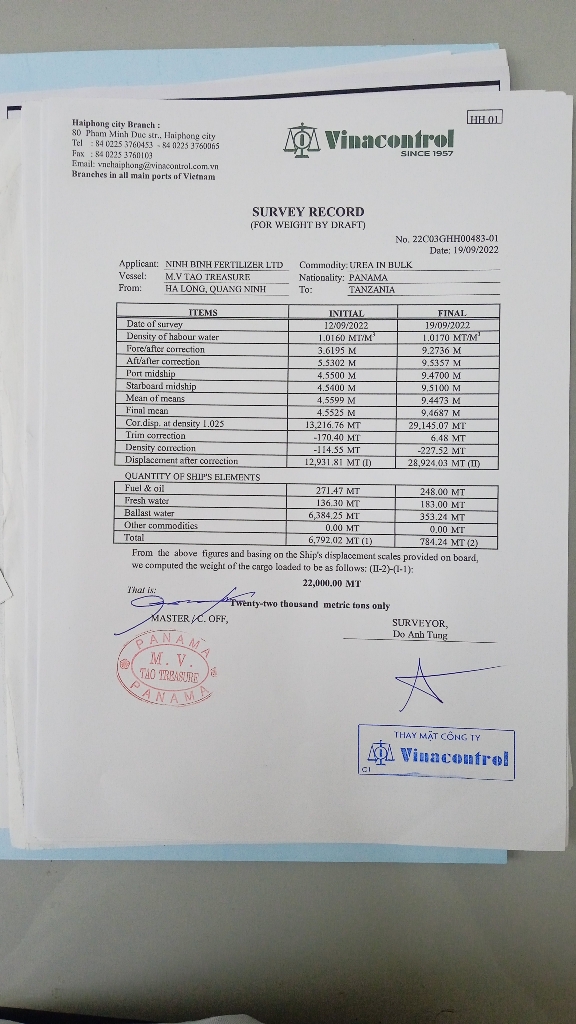 HH 01
Haiphong city Branch :
80 Pham Minh Duc str., Haiphong city
Tel : 84 0225 3760453 - 84 0225 3760065
Fax : 84 0225 3760103
Email: vnchaiphong@vinacontrol.com.vn
Branches in all main ports of Vietnam
Vinacontrol
SINCE 1957
SURVEY RECORD
(FOR WEIGHT BY DRAFT)
No. 22C03GHH00483-01
Date: 19/09/2022
Applicant: NINH BINH FERTILIZER LTD Commodity: UREA IN BULK
Vessel: M.V TAO TREASURE Nationality: PANAMA
From: HA LONG, QUANG NINH To: TANZANIA
ITEMS INITIAL FINAL
Date of survey 12/09/2022 19/09/2022
Density of habour water 1.0160 MT/M³ 1.0170 MT/M³
Fore/after correction 3.6195 M 9.2736 M
Aft/after correction 5.5302 M 9.5357 M
Port midship 4.5500 M 9.4700 M
Starboard midship 4.5400 M 9.5100 M
Mean of means 4.5599 M 9.4473 M
Final mean 4.5525 M 9.4687 M
Cor.disp. at density 1.025 13,216.76 MT 29,145.07 MT
Trim correction -170.40 MT 6.48 MT
Density correction -114.55 MT -227.52 MT
Displacement after correction 12,931.81 MT (I) 28,924.03 MT (II)
QUANTITY OF SHIP'S ELEMENTS
Fuel & oil 271.47 MT 248.00 MT
Fresh water 136.30 MT 183.00 MT
Ballast water 6,384.25 MT 353.24 MT
Other commodities 0.00 MT 0.00 MT
Total 6,792.02 MT (1) 784.24 MT (2)
From the above figures and basing on the Ship's displacement scales provided on board,
we computed the weight of the cargo loaded to be as follows: (II-2)-(I-1):
22,000.00 MT
That is:
Twenty-two thousand metric tons only
MASTER / C. OFF,
SURVEYOR,
Do Anh Tung
PANAMA
M. V.
TAO TREASURE
PANAMA
THAY MẶT CÔNG TY
Vinacontrol